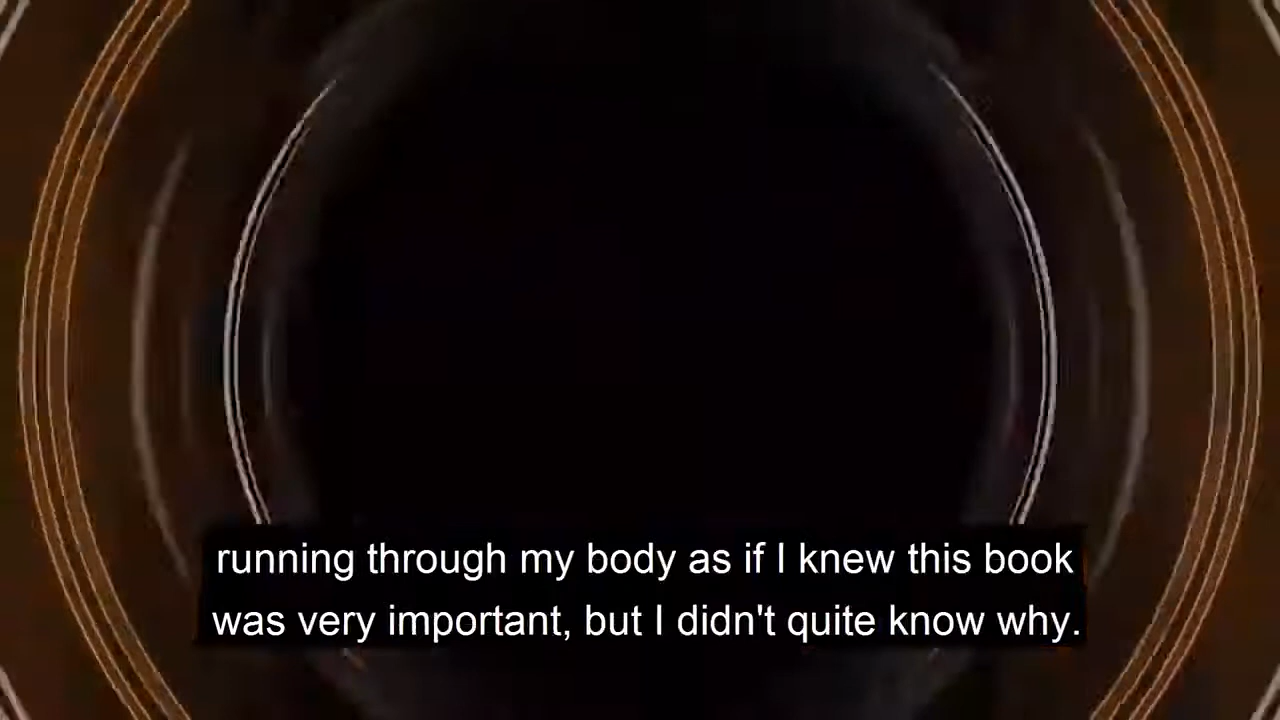 running through my body as if I knew this book
was very important, but I didn't quite know why.